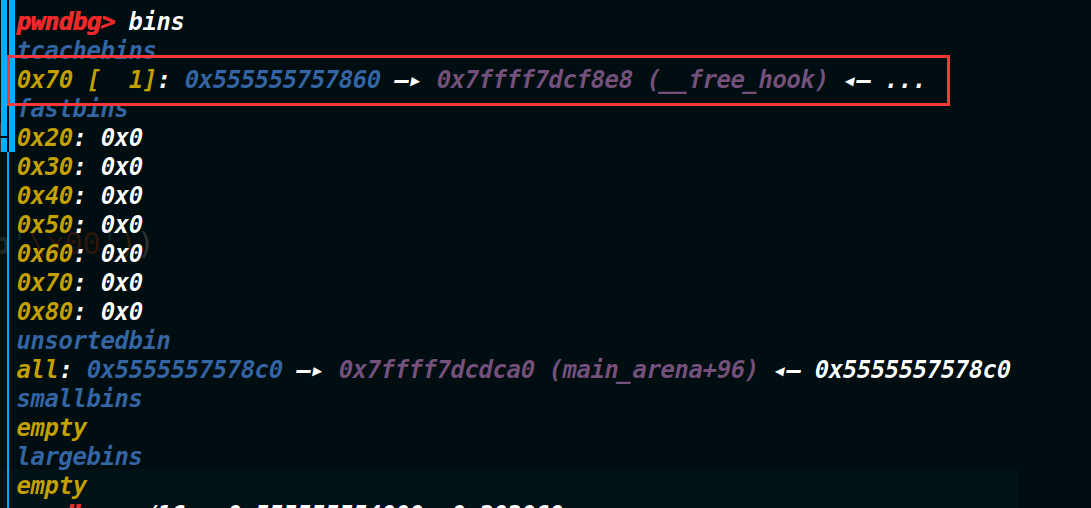 pwndbg> bins
tcachebins
0x70 [  1]: 0x555555757860 —▸ 0x7ffff7dcf8e8 (__free_hook) ◂— ...
fastbins
0x20: 0x0
0x30: 0x0
0x40: 0x0
0x50: 0x0
0x60: 0x0
0x70: 0x0
0x80: 0x0
unsortedbin
all: 0x5555557578c0 —▸ 0x7ffff7dcdca0 (main_arena+96) ◂— 0x5555557578c0
smallbins
empty
largebins
empty